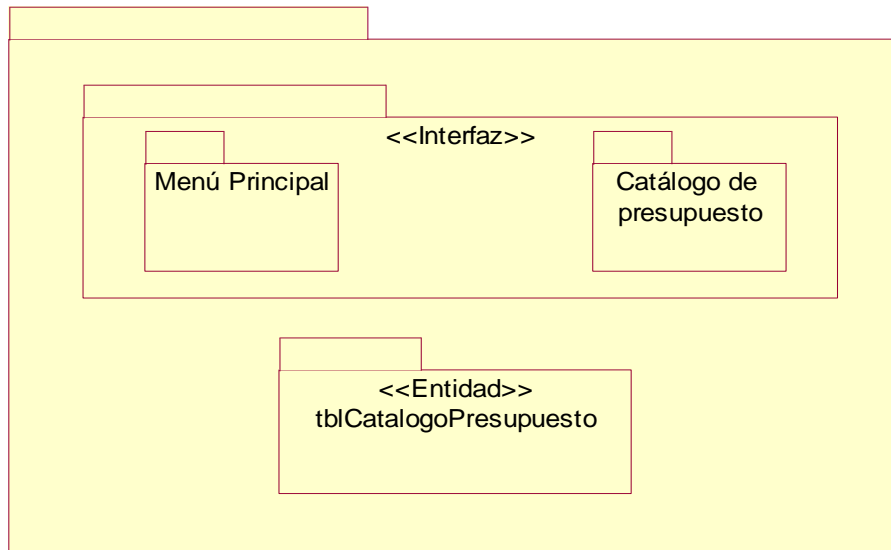 <<Interfaz>>
Menú Principal
Catálogo de
presupuesto
<<Entidad>>
tblCatalogoPresupuesto